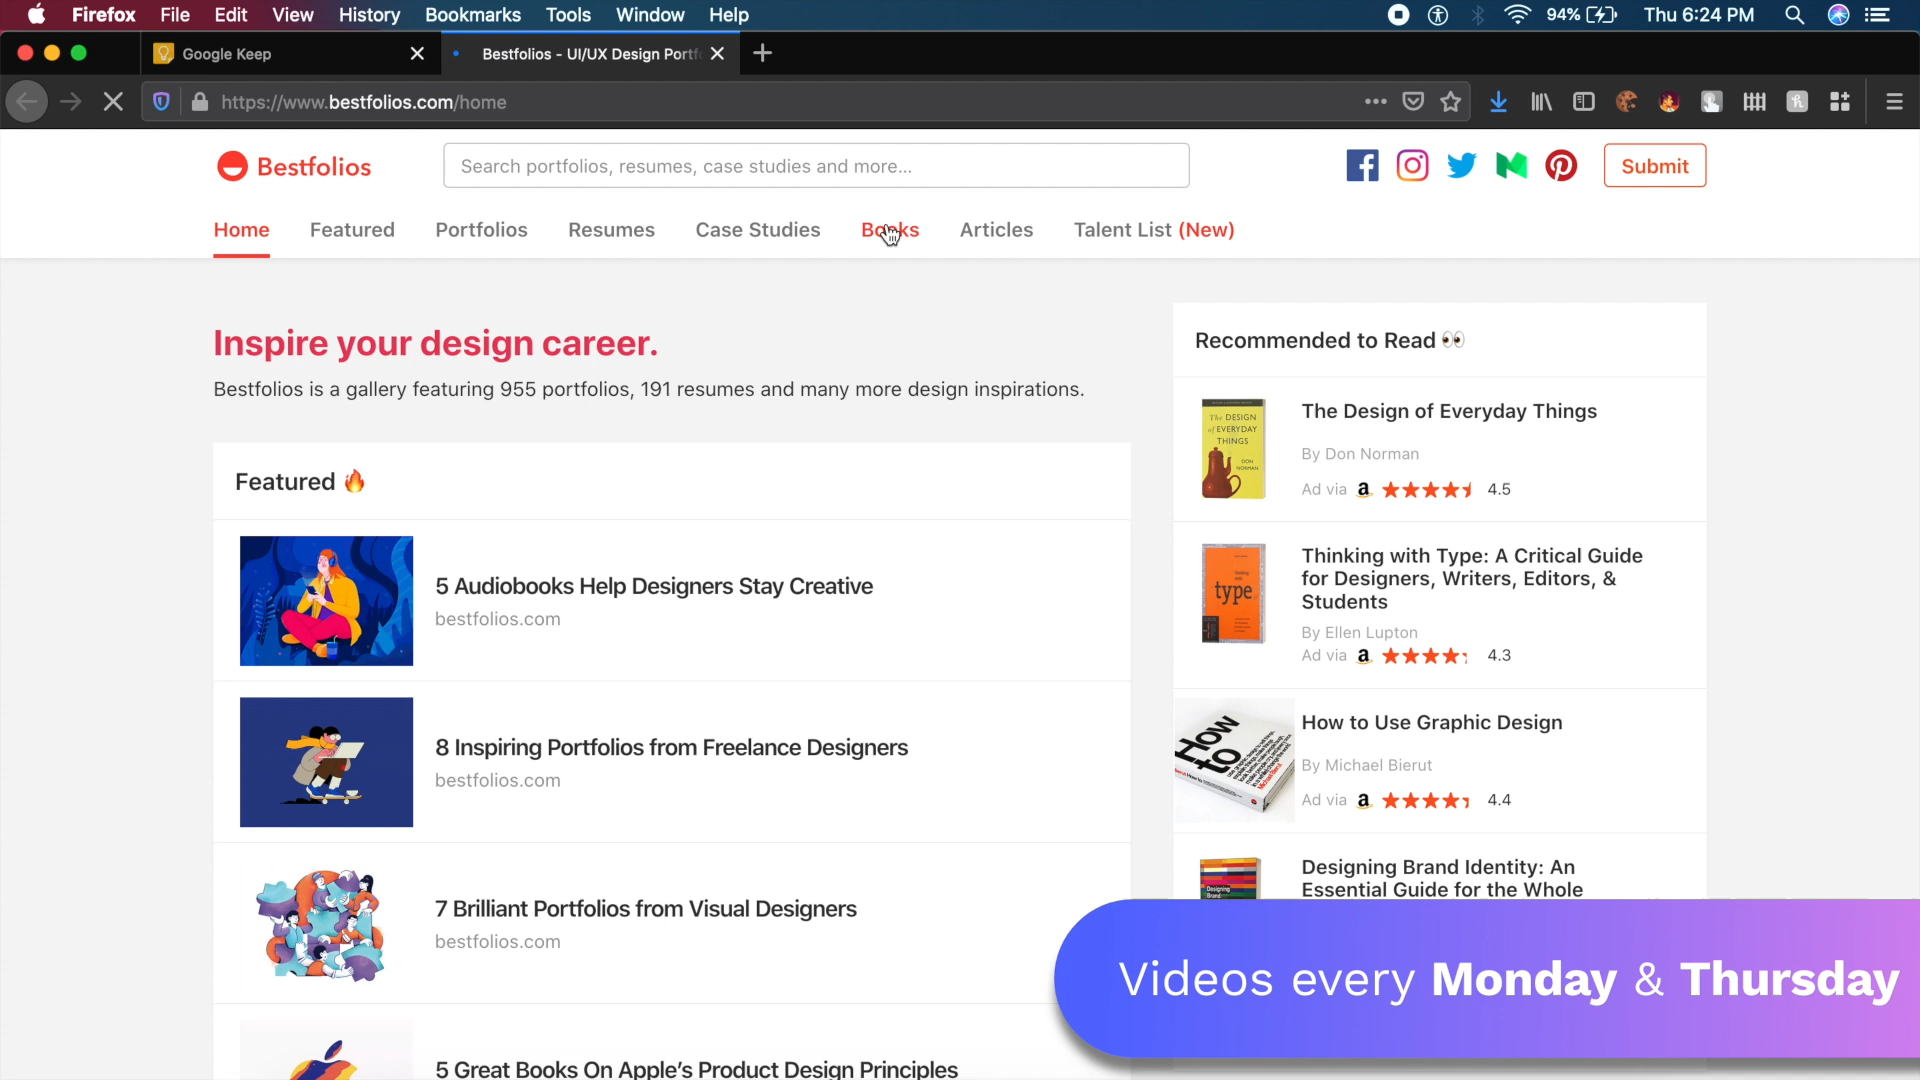 Firefox File Edit View History Bookmarks Tools Window Help 94% Thu 6:24 PM
Google Keep
Bestfolios - UI/UX Design Portf
https://www.bestfolios.com/home
Bestfolios
Search portfolios, resumes, case studies and more...
Submit
Home Featured Portfolios Resumes Case Studies Books Articles Talent List (New)
Inspire your design career.
Bestfolios is a gallery featuring 955 portfolios, 191 resumes and many more design inspirations.
Featured 🔥
5 Audiobooks Help Designers Stay Creative
bestfolios.com
8 Inspiring Portfolios from Freelance Designers
bestfolios.com
7 Brilliant Portfolios from Visual Designers
bestfolios.com
5 Great Books On Apple's Product Design Principles
Recommended to Read 👀
The DESIGN
of EVERYDAY
THINGS
DON
NORMAN
The Design of Everyday Things
By Don Norman
Ad via a 4.5
thinking
with
type
Thinking with Type: A Critical Guide
for Designers, Writers, Editors, &
Students
By Ellen Lupton
Ad via a 4.3
How
to
How to Use Graphic Design
By Michael Bierut
Ad via a 4.4
Designing
Brand
Designing Brand Identity: An
Essential Guide for the Whole
Videos every Monday & Thursday